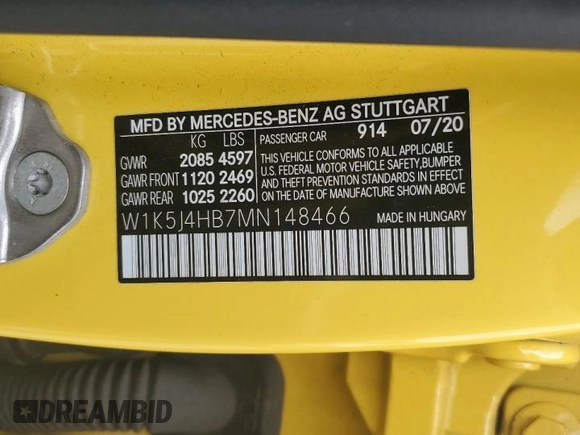 MFD BY MERCEDES-BENZ AG STUTTGART
KG LBS PASSENGER CAR 914 07/20
GVWR 2085 4597
GAWR FRONT 1120 2469
GAWR REAR 1025 2260
THIS VEHICLE CONFORMS TO ALL APPLICABLE
U.S. FEDERAL MOTOR VEHICLE SAFETY,BUMPER
AND THEFT PREVENTION STANDARDS IN EFFECT
ON THE DATE OF MANUFACTURE SHOWN ABOVE
W1K5J4HB7MN148466
MADE IN HUNGARY
DREAMBID